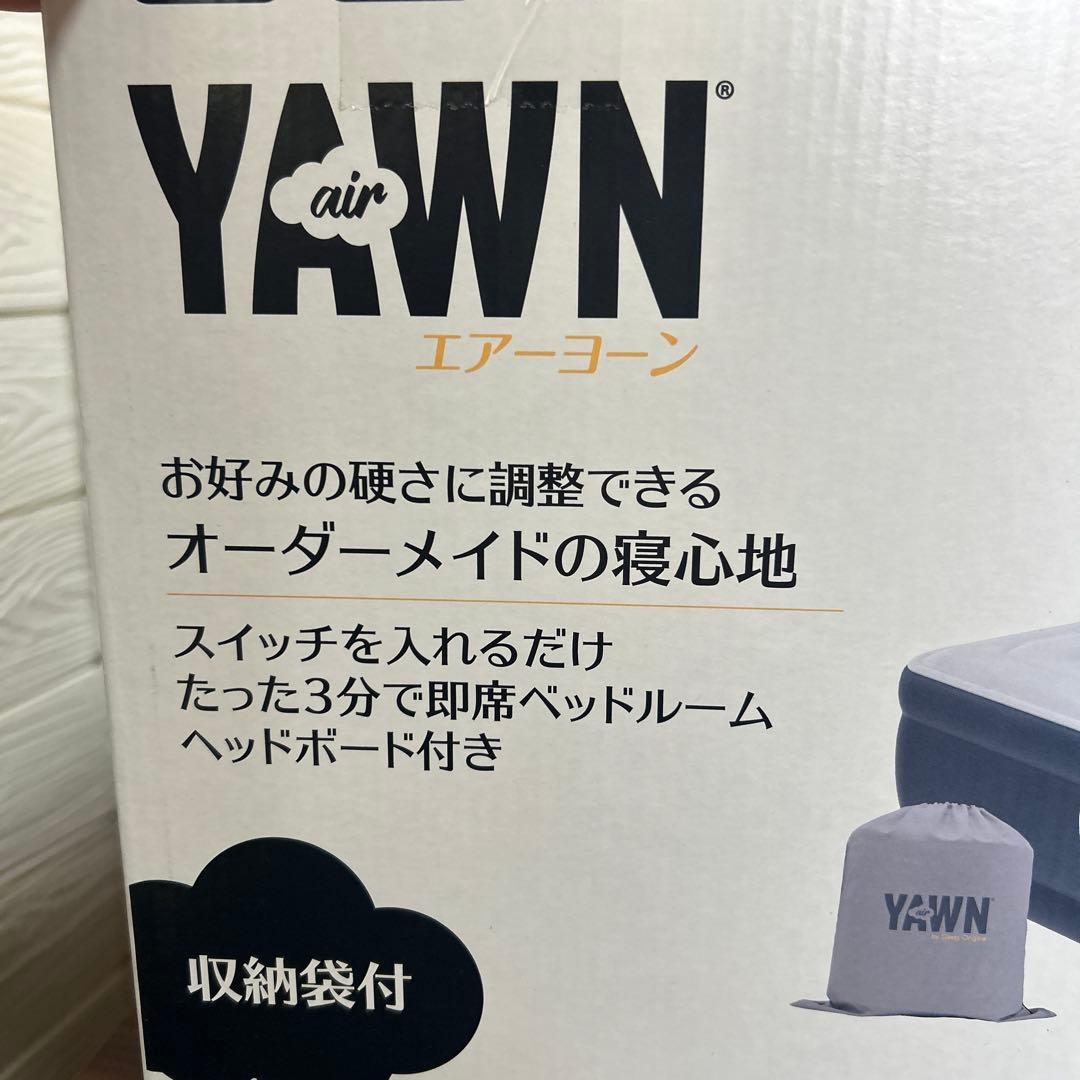 YAWN®
air
エアーヨーン
お好みの硬さに調整できる
オーダーメイドの寝心地
スイッチを入れるだけ
たった3分で即席ベッドルーム
ヘッドボード付き
収納袋付
YAWN
air